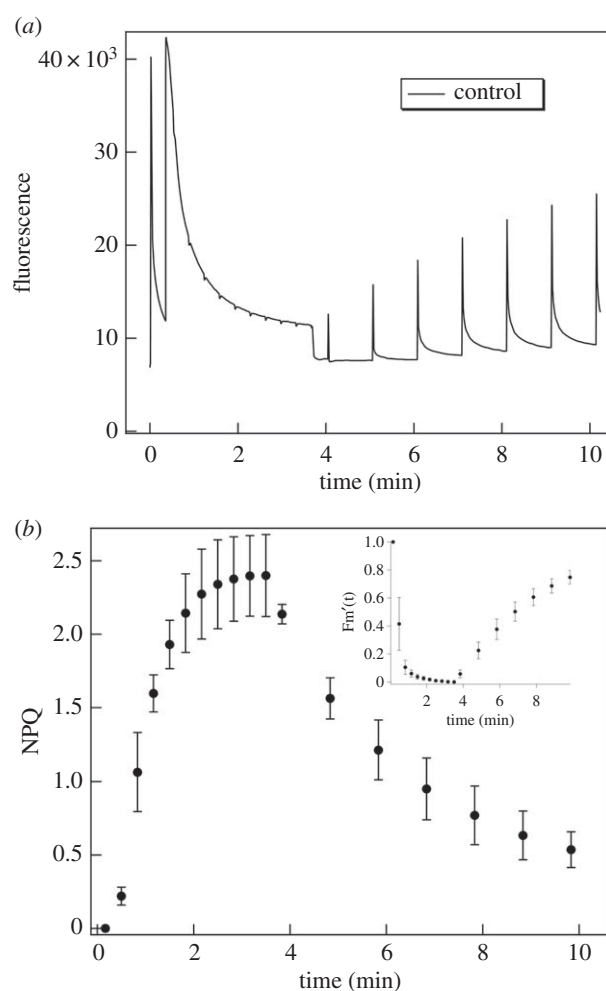 (a)
40 × 10³
30
20
10
0
fluorescence
control
0 2 4 6 8 10
time (min)
(b)
2.5
2.0
1.5
1.0
0.5
0
NPQ
0 2 4 6 8 10
time (min)
1.0
0.8
0.6
0.4
0.2
0
Fm′(t)
2 4 6 8
time (min)